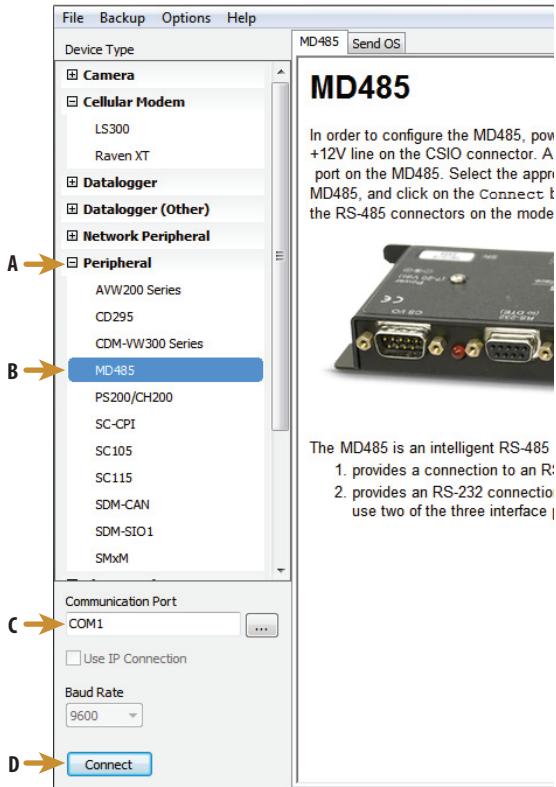 File Backup Options Help
Device Type
Camera
Cellular Modem
LS300
Raven XT
Datalogger
Datalogger (Other)
Network Peripheral
A
Peripheral
AVW200 Series
CD295
CDM-VW300 Series
B
MD485
PS200/CH200
SC-CPI
SC105
SC115
SDM-CAN
SDM-SIO1
SMxM
Communication Port
C
COM1
...
Use IP Connection
Baud Rate
9600
D
Connect
MD485 Send OS
MD485
In order to configure the MD485,
+12V line on the CSIO connector. A
port on the MD485. Select the
MD485, and click on the Connect
the RS-485 connectors on the
Power
CS I/O
RS-232
(to DTE)
The MD485 is an intelligent RS-485
1. provides a connection to an
2. provides an RS-232
use two of the three interface